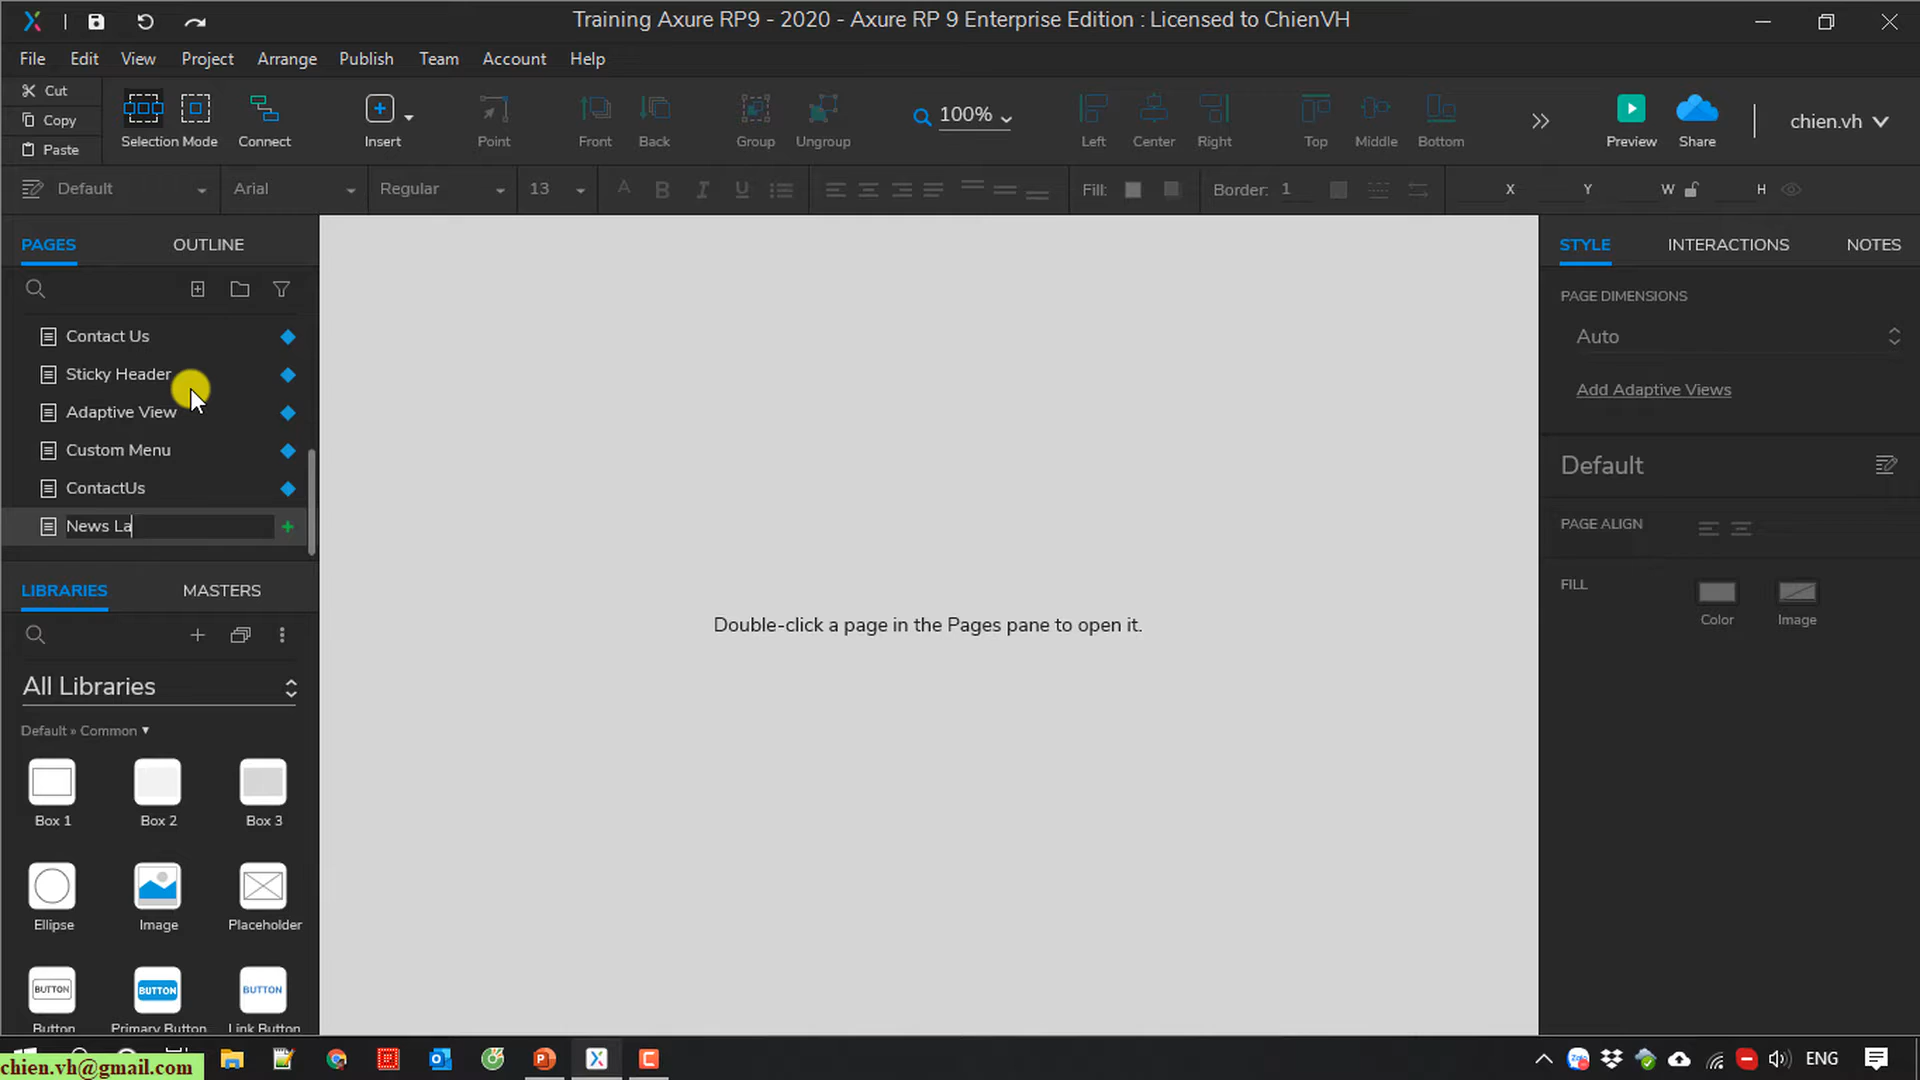 Training Axure RP9 - 2020 - Axure RP 9 Enterprise Edition : Licensed to ChienVH
File Edit View Project Arrange Publish Team Account Help
Cut
Copy
Paste
Selection Mode
Connect
Insert
Point
Front
Back
Group
Ungroup
100%
Left
Center
Right
Top
Middle
Bottom
Preview
Share
chien.vh
Default
Arial
Regular
13
Fill:
Border: 1
X
Y
W
H
PAGES
OUTLINE
Contact Us
Sticky Header
Adaptive View
Custom Menu
ContactUs
News La
LIBRARIES
MASTERS
All Libraries
Default » Common
Box 1
Box 2
Box 3
Ellipse
Image
Placeholder
BUTTON
BUTTON
BUTTON
Button
Primary Button
Link Button
Double-click a page in the Pages pane to open it.
STYLE
INTERACTIONS
NOTES
PAGE DIMENSIONS
Auto
Add Adaptive Views
Default
PAGE ALIGN
FILL
Color
Image
chien.vh@gmail.com
Zalo
ENG